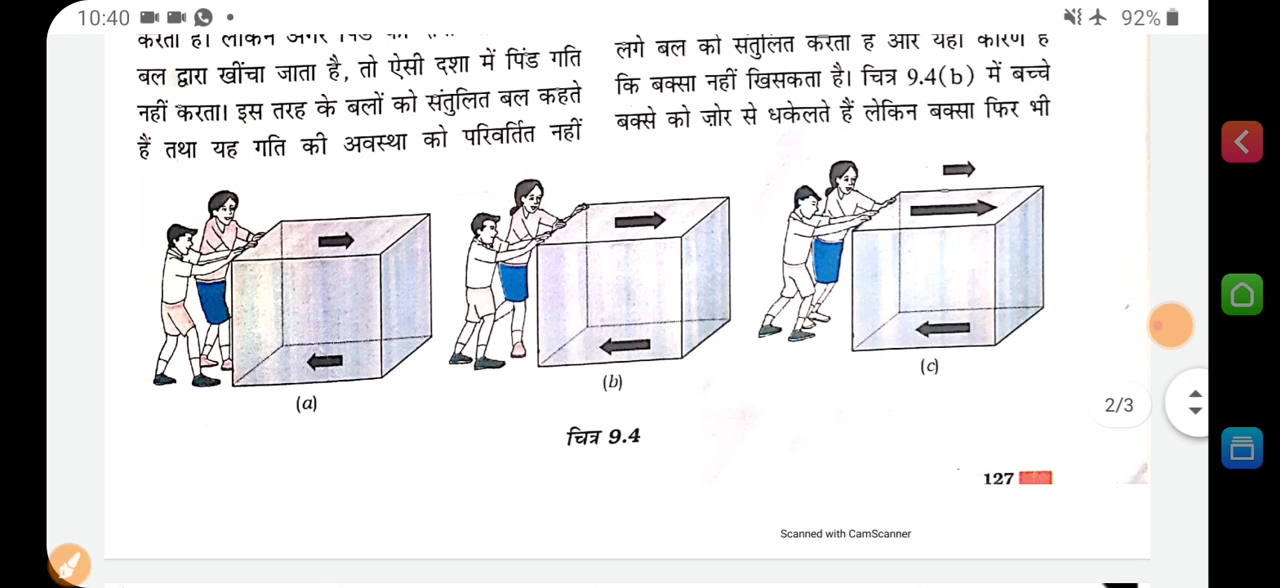 10:40
92%
करता है। लेकिन अगर पिंड
बल द्वारा खींचा जाता है, तो ऐसी दशा में पिंड गति
नहीं करता। इस तरह के बलों को संतुलित बल कहते
हैं तथा यह गति की अवस्था को परिवर्तित नहीं
लगे बल को संतुलित करता है और यही कारण है
कि बक्सा नहीं खिसकता है। चित्र 9.4(b) में बच्चे
बक्से को ज़ोर से धकेलते हैं लेकिन बक्सा फिर भी
(a)
(b)
(c)
चित्र 9.4
2/3
127
Scanned with CamScanner